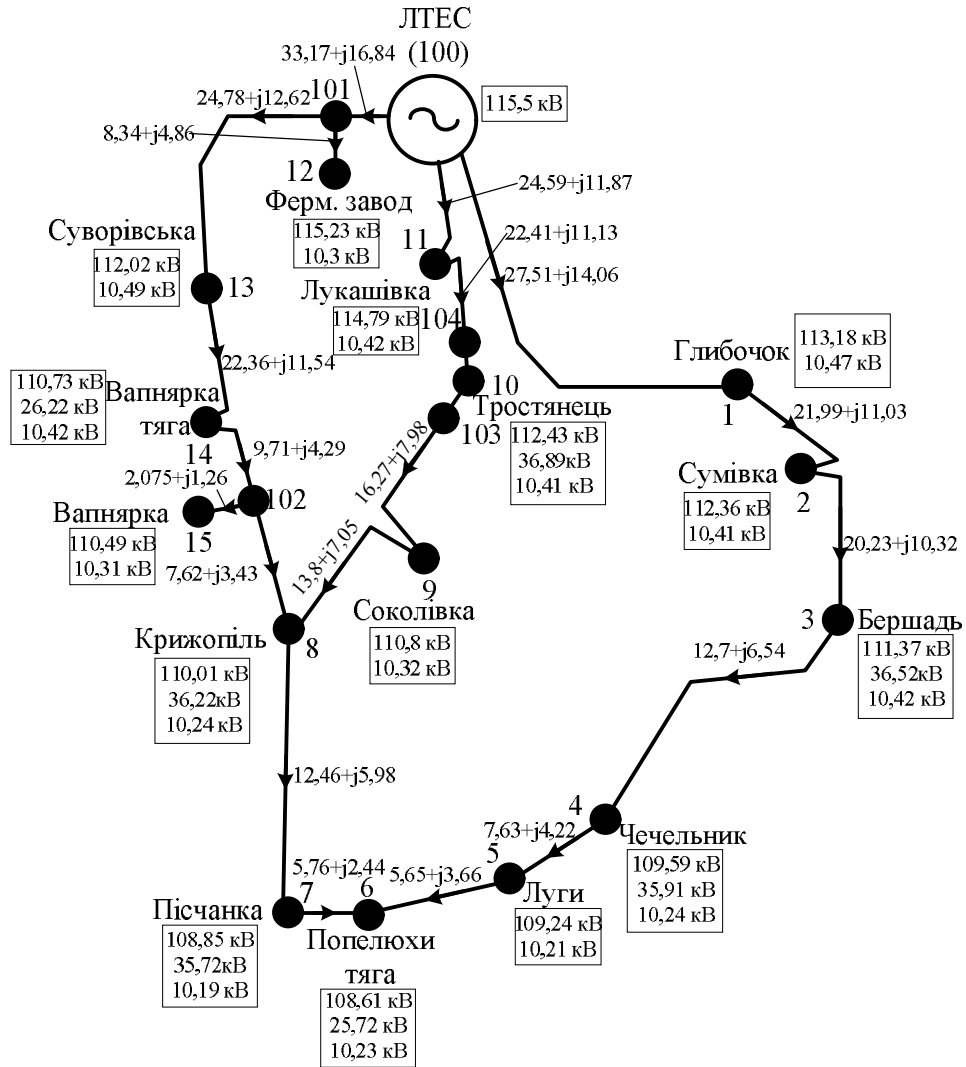 ЛТЕС
(100)
33,17+j16,84
101
24,78+j12,62
115,5 кВ
8,34+j4,86
12
Ферм. завод
115,23 кВ
10,3 кВ
24,59+j11,87
11
22,41+j11,13
27,51+j14,06
Суворівська
112,02 кВ
10,49 кВ
13
Лукашівка
114,79 кВ
10,42 кВ
104
113,18 кВ
10,47 кВ
Глибочок
1
22,36+j11,54
10
Тростянець
103
112,43 кВ
36,89кВ
10,41 кВ
110,73 кВ
26,22 кВ
10,42 кВ
Вапнярка
тяга
14
21,99+j11,03
9,71+j4,29
16,27+j7,98
Сумівка
2
112,36 кВ
10,41 кВ
2,075+j1,26
102
Вапнярка
15
110,49 кВ
10,31 кВ
7,62+j3,43
13,8+j7,05
20,23+j10,32
9
Соколівка
110,8 кВ
10,32 кВ
3
Бершадь
111,37 кВ
36,52кВ
10,42 кВ
Крижопіль
8
110,01 кВ
36,22кВ
10,24 кВ
12,7+j6,54
12,46+j5,98
4
Чечельник
109,59 кВ
35,91 кВ
10,24 кВ
7,63+j4,22
5
Луги
109,24 кВ
10,21 кВ
5,76+j2,44
5,65+j3,66
7
6
Пісчанка
108,85 кВ
35,72кВ
10,19 кВ
Попелюхи
тяга
108,61 кВ
25,72 кВ
10,23 кВ